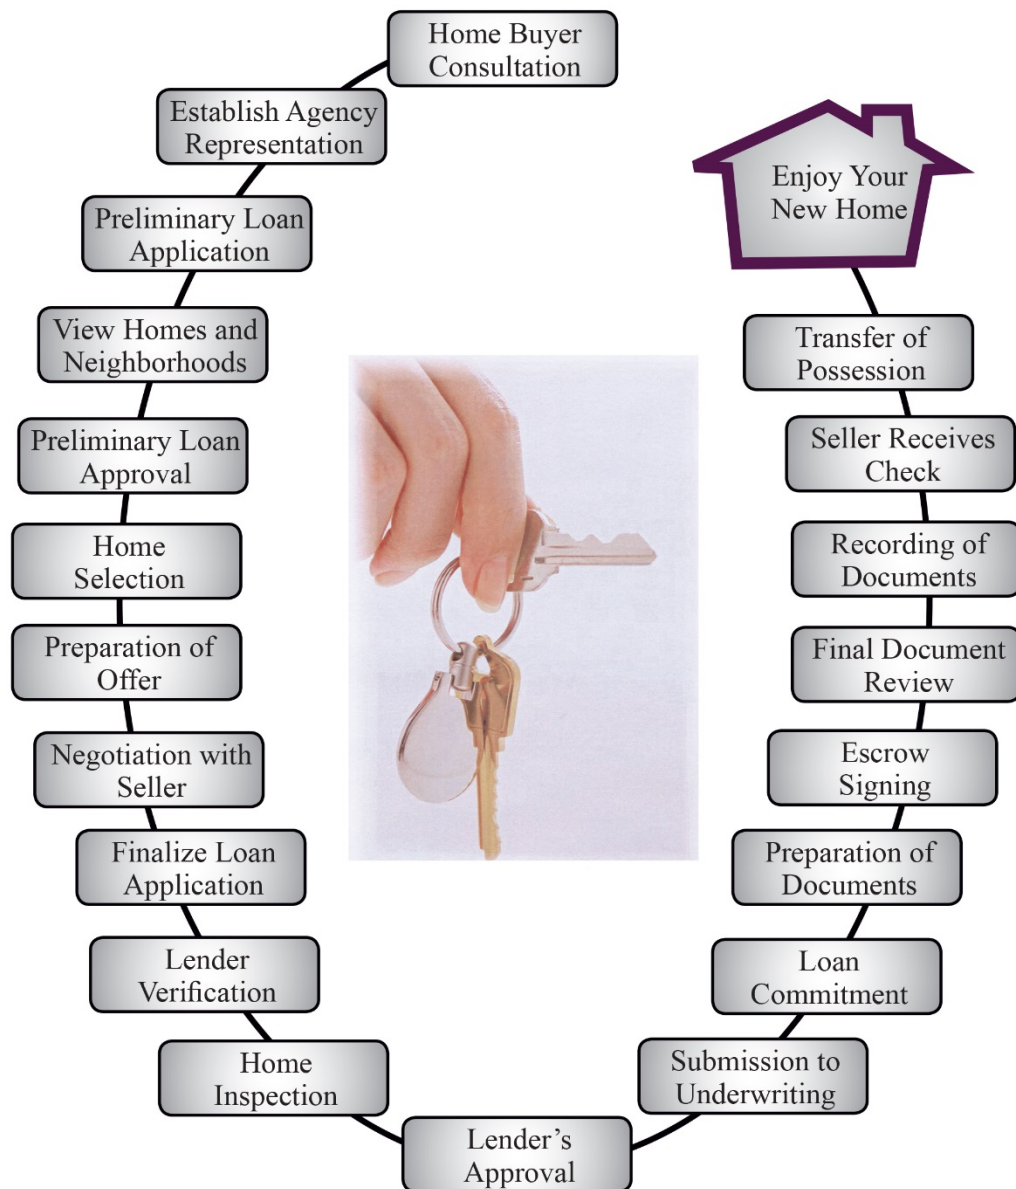 Home Buyer
Consultation
Establish Agency
Representation
Preliminary Loan
Application
View Homes and
Neighborhoods
Preliminary Loan
Approval
Home
Selection
Preparation of
Offer
Negotiation with
Seller
Finalize Loan
Application
Lender
Verification
Home
Inspection
Lender’s
Approval
Submission to
Underwriting
Loan
Commitment
Preparation of
Documents
Escrow
Signing
Final Document
Review
Recording of
Documents
Seller Receives
Check
Transfer of
Possession
Enjoy Your
New Home